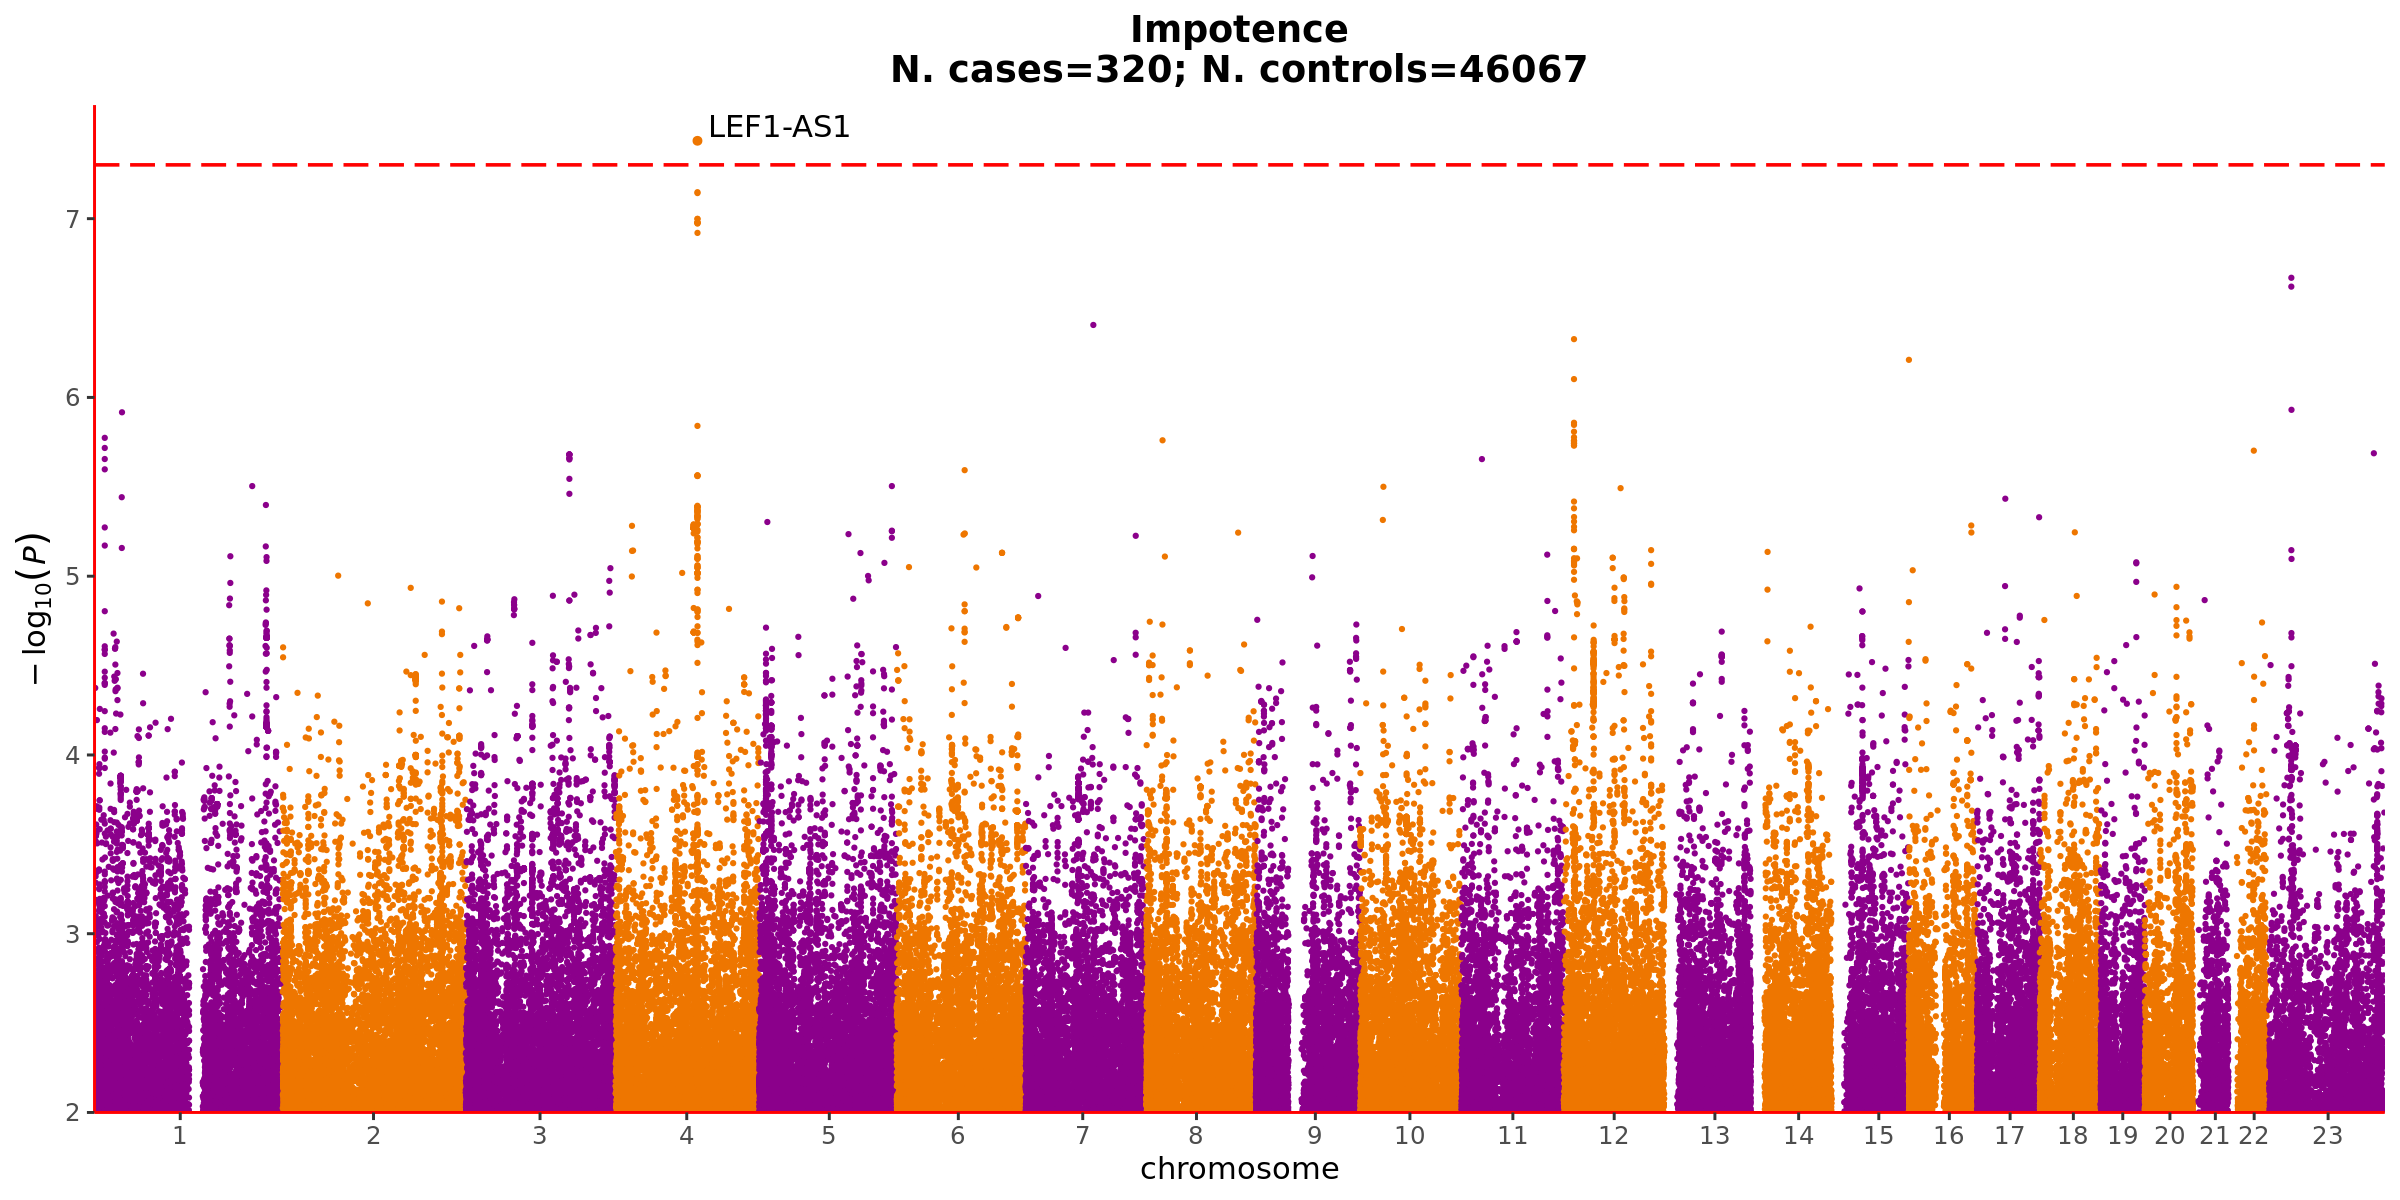 Impotence
N. cases=320; N. controls=46067
LEF1-AS1
7
6
5
4
3
2
−log10(P)
1 2 3 4 5 6 7 8 9 10 11 12 13 14 15 16 17 18 19 20 21 22 23
chromosome